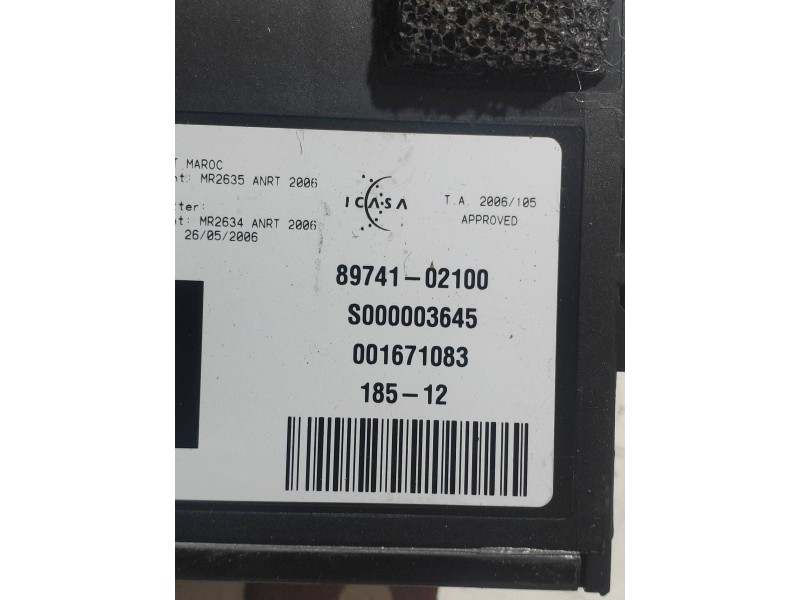 MAROC
MR2635 ANRT 2006
MR2634 ANRT 2006
26/05/2006
ICASA
T.A. 2006/105
APPROVED
89741-02100
S000003645
001671083
185-12